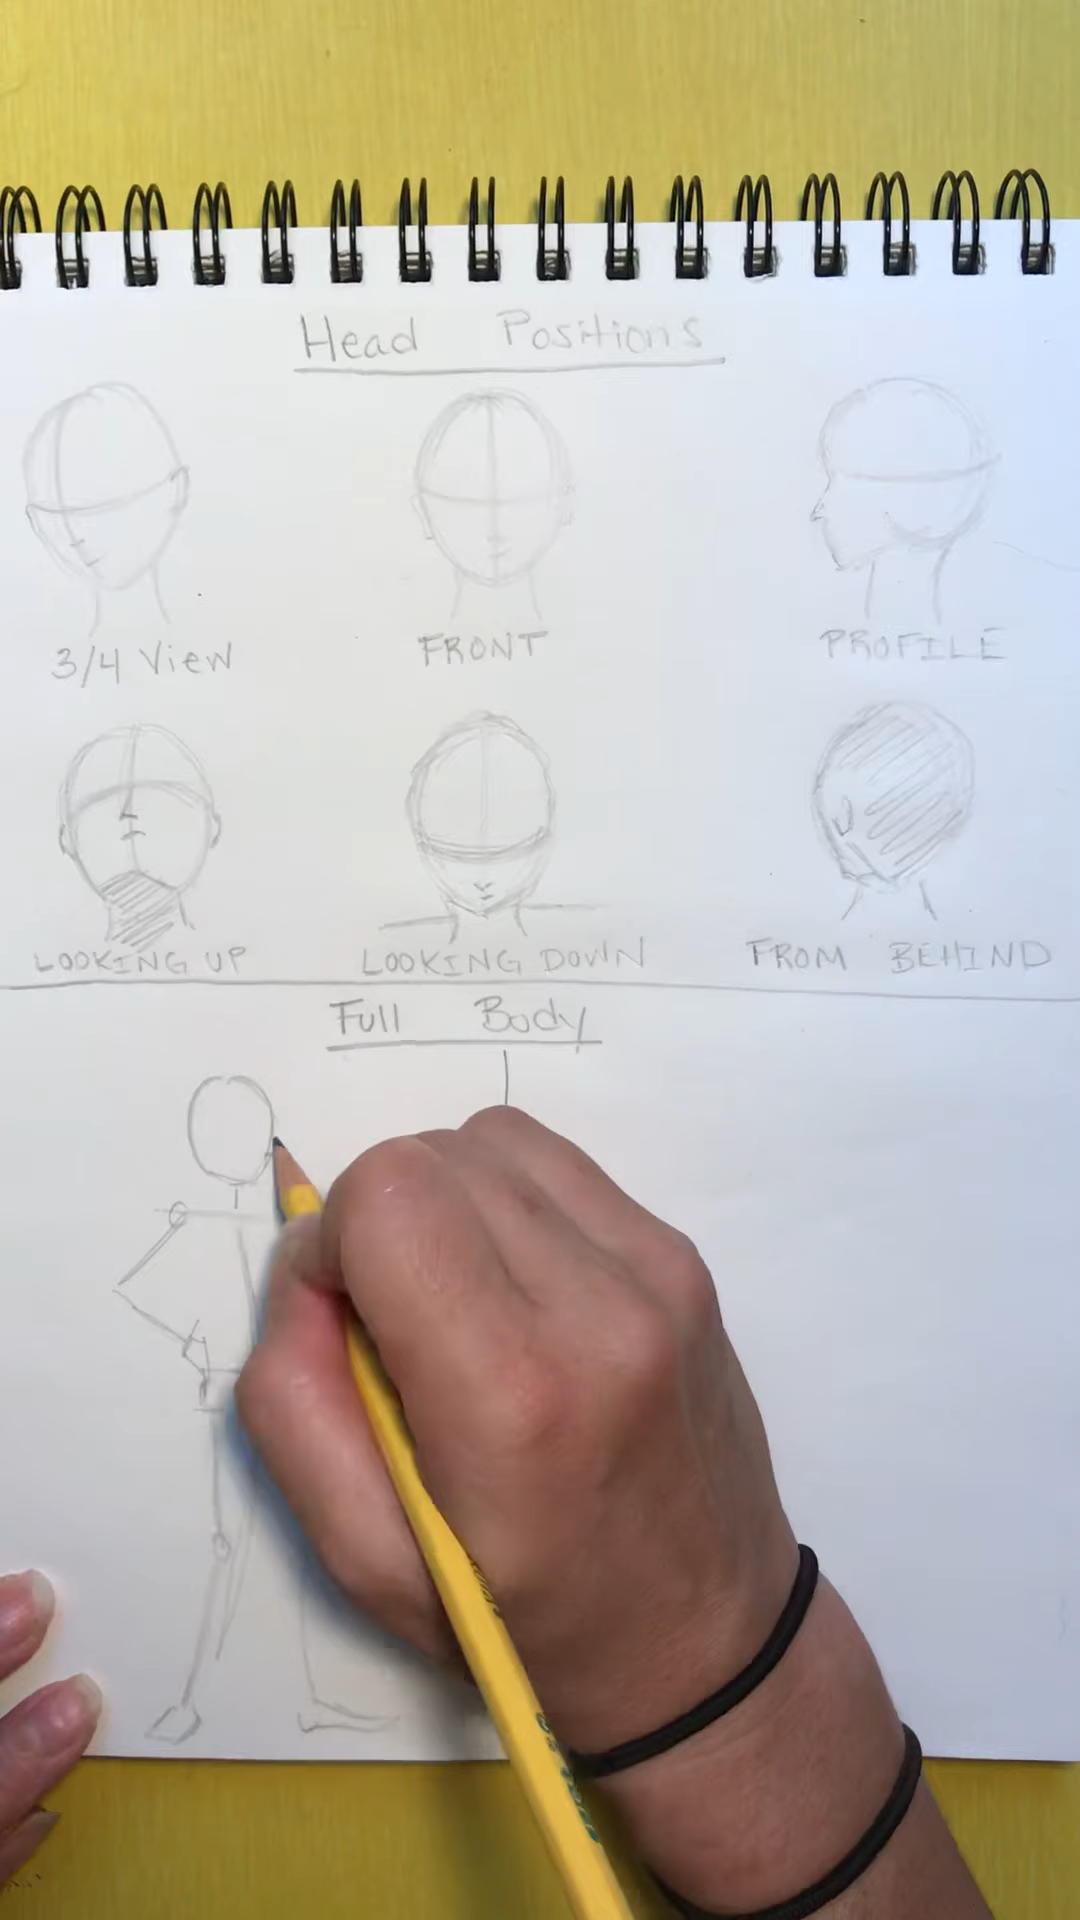 Head Positions
3/4 View
FRONT
PROFILE
LOOKING UP
LOOKING DOWN
FROM BEHIND
Full Body